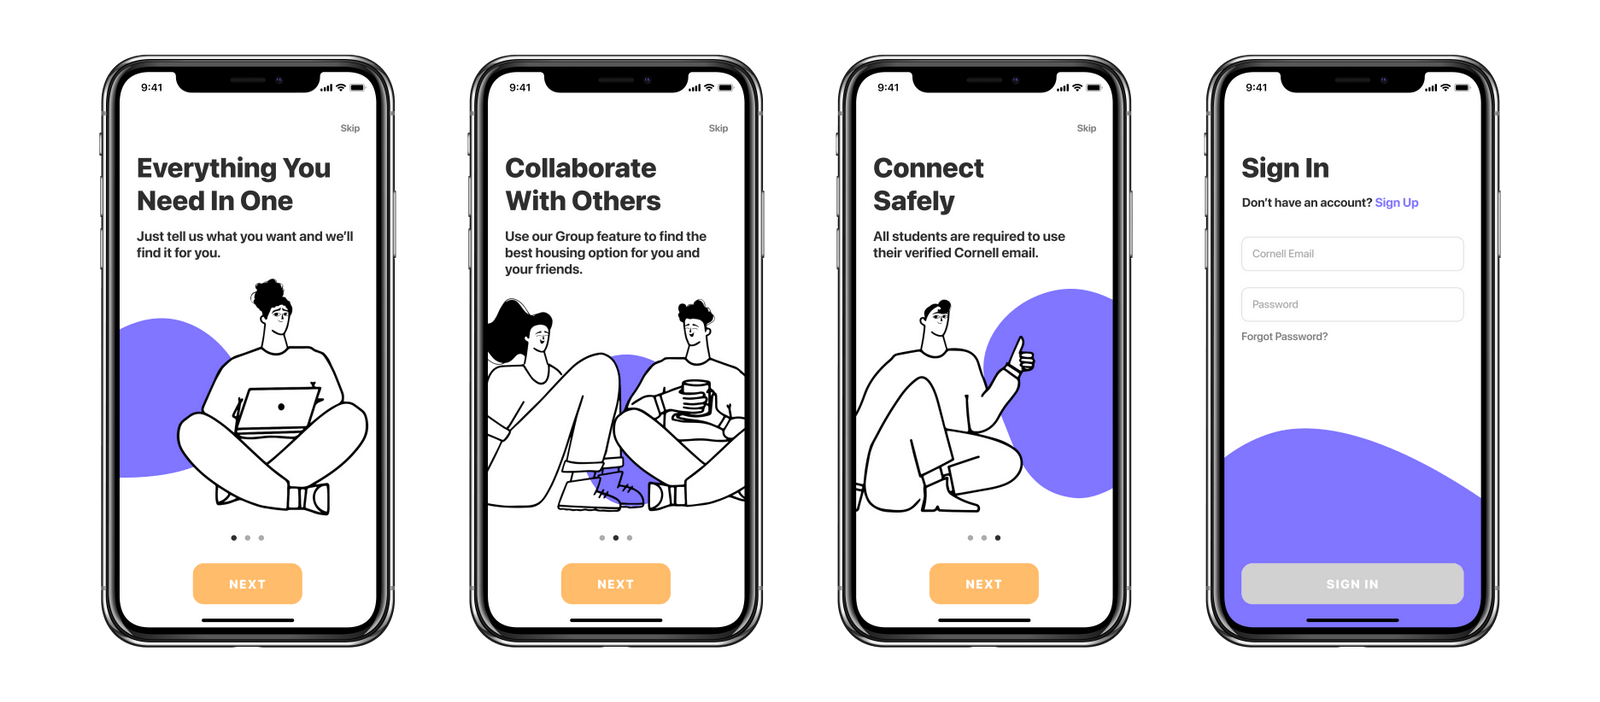 9:41
Skip
Everything You
Need In One
Just tell us what you want and we’ll
find it for you.
NEXT
9:41
Skip
Collaborate
With Others
Use our Group feature to find the
best housing option for you and
your friends.
NEXT
9:41
Skip
Connect
Safely
All students are required to use
their verified Cornell email.
NEXT
9:41
Sign In
Don’t have an account? Sign Up
Cornell Email
Password
Forgot Password?
SIGN IN